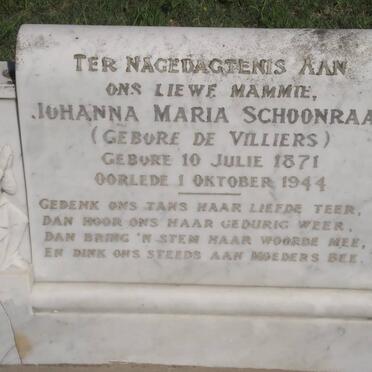 TER NAGEDAGTENIS AAN
ONS LIEWE MAMMIE,
JOHANNA MARIA SCHOONRAA
(GEBORE DE VILLIERS)
GEBORE 10 JULIE 1871
OORLEDE 1 OKTOBER 1944
GEDENK ONS TANS HAAR LIEFDE TEER,
DAN HOOR ONS HAAR GEDURIG WEER,
DAN BRING 'N STEM HAAR WOORDE MEE,
EN DINK ONS STEEDS AAN MOEDERS BEE.